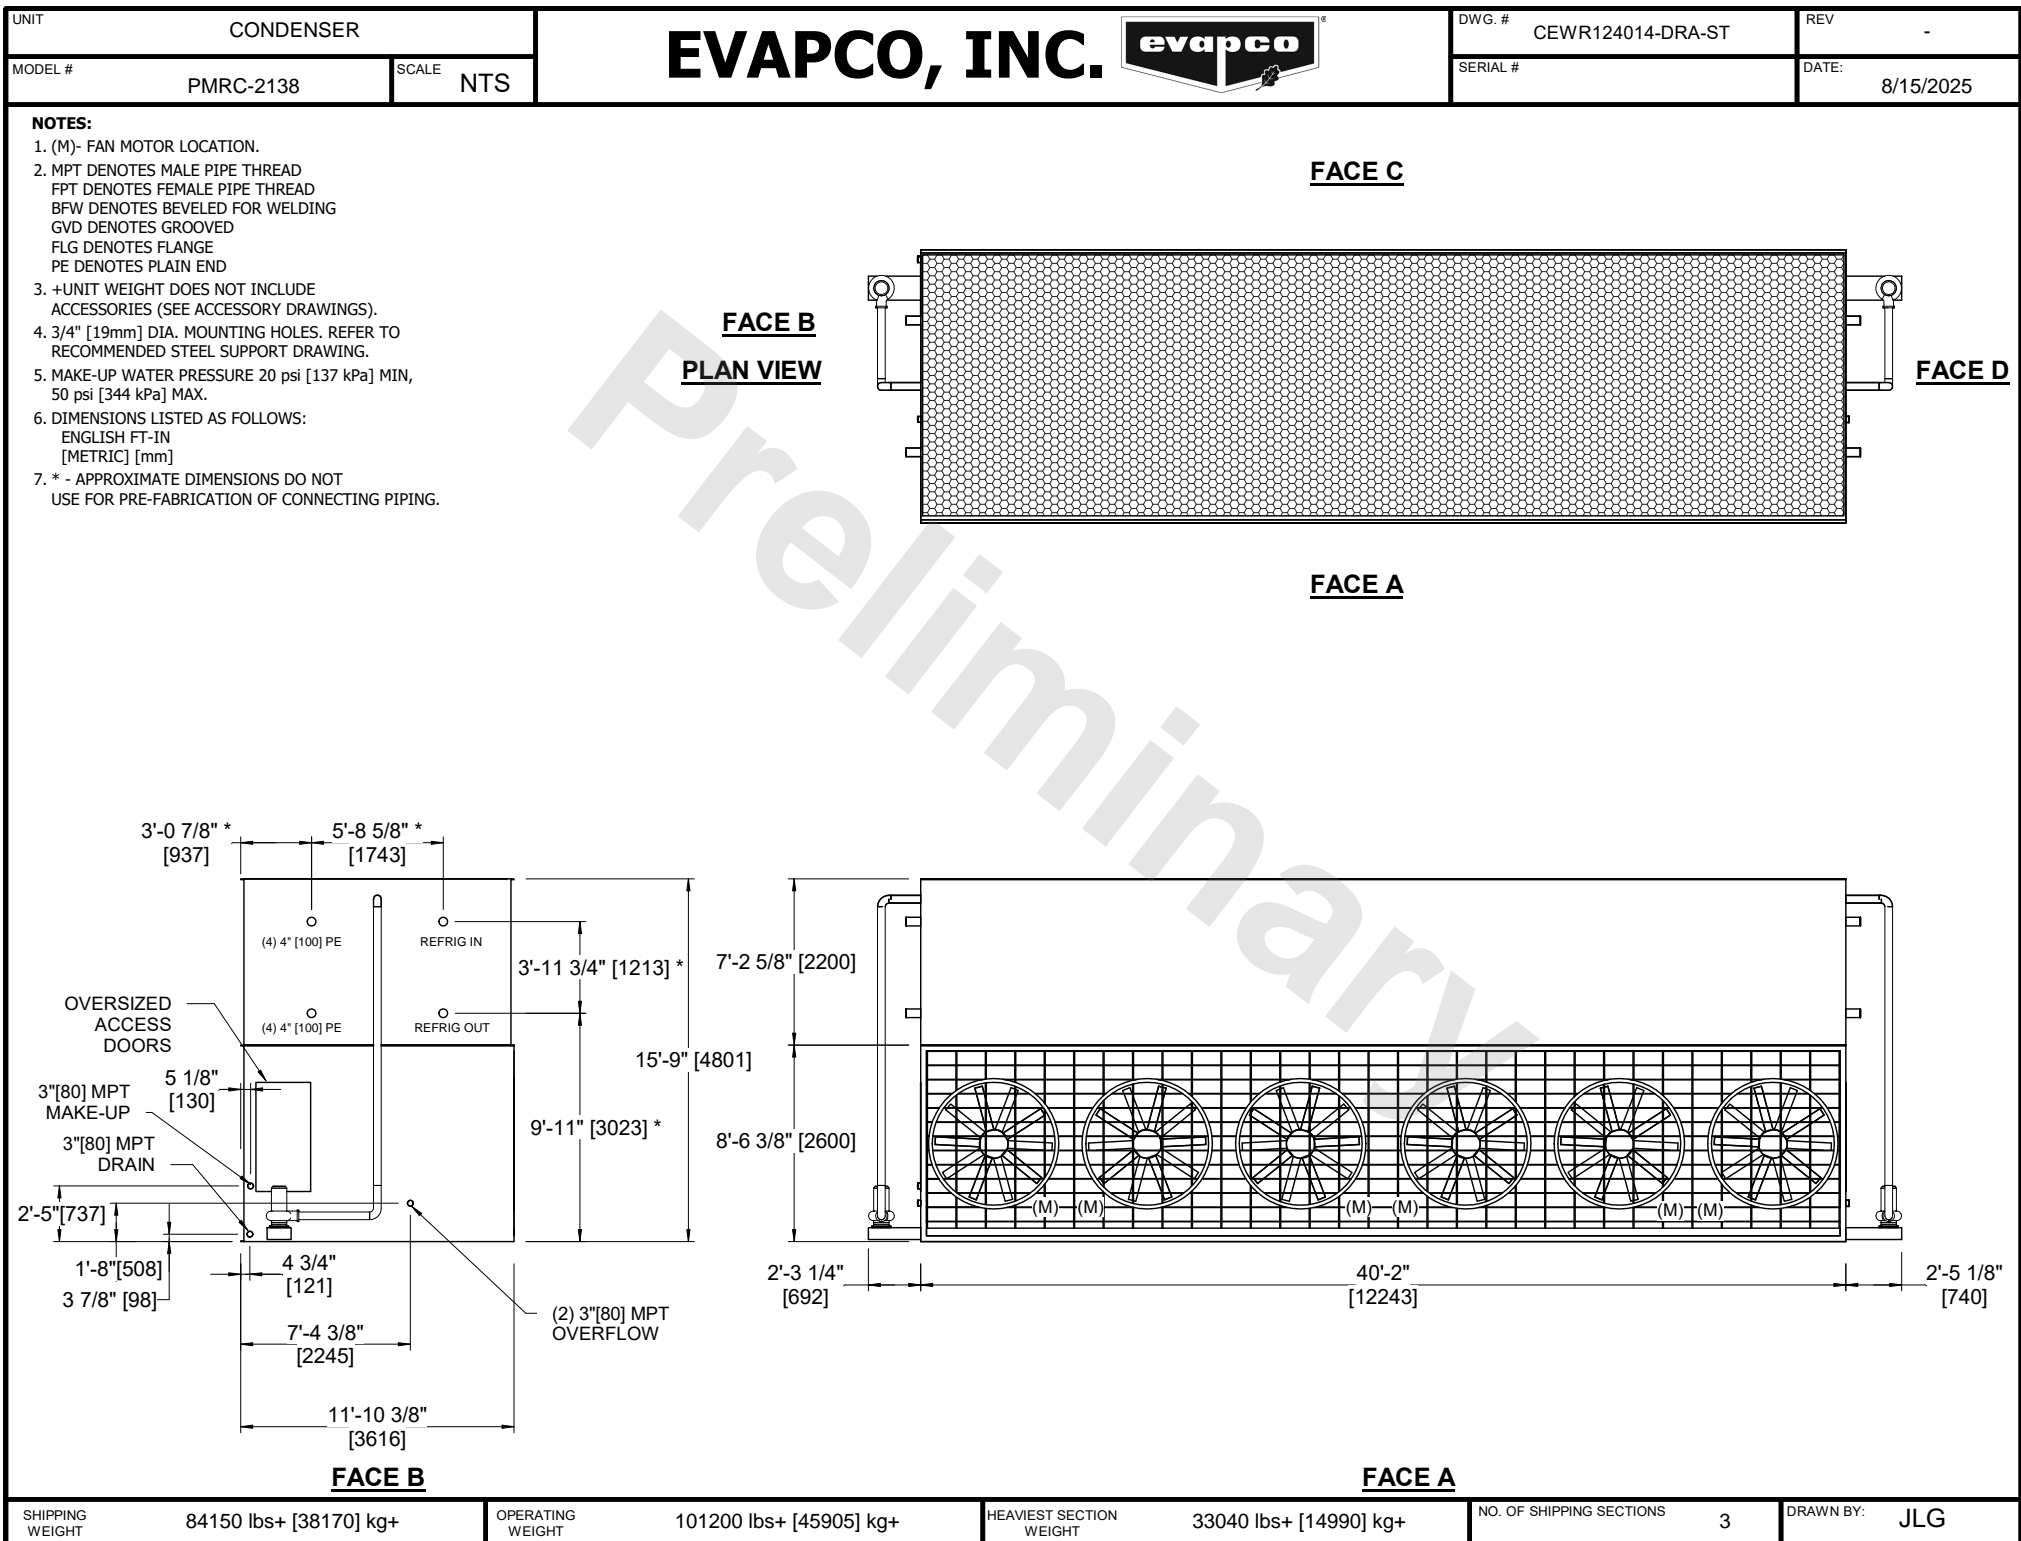 UNIT
CONDENSER
MODEL #
PMRC-2138
SCALE
NTS
EVAPCO, INC.
evapco
®
DWG. #
CEWR124014-DRA-ST
REV
-
SERIAL #
DATE:
8/15/2025
NOTES:
1. (M)- FAN MOTOR LOCATION.
2. MPT DENOTES MALE PIPE THREAD
FPT DENOTES FEMALE PIPE THREAD
BFW DENOTES BEVELED FOR WELDING
GVD DENOTES GROOVED
FLG DENOTES FLANGE
PE DENOTES PLAIN END
3. +UNIT WEIGHT DOES NOT INCLUDE
ACCESSORIES (SEE ACCESSORY DRAWINGS).
4. 3/4" [19mm] DIA. MOUNTING HOLES. REFER TO
RECOMMENDED STEEL SUPPORT DRAWING.
5. MAKE-UP WATER PRESSURE 20 psi [137 kPa] MIN,
50 psi [344 kPa] MAX.
6. DIMENSIONS LISTED AS FOLLOWS:
ENGLISH FT-IN
[METRIC] [mm]
7. * - APPROXIMATE DIMENSIONS DO NOT
USE FOR PRE-FABRICATION OF CONNECTING PIPING.
FACE C
FACE B
PLAN VIEW
FACE D
FACE A
Preliminary
3'-0 7/8" *
[937]
5'-8 5/8" *
[1743]
(4) 4" [100] PE
REFRIG IN
3'-11 3/4" [1213] *
(4) 4" [100] PE
REFRIG OUT
OVERSIZED
ACCESS
DOORS
15'-9" [4801]
5 1/8"
[130]
3"[80] MPT
MAKE-UP
3"[80] MPT
DRAIN
9'-11" [3023] *
2'-5"[737]
1'-8"[508]
3 7/8" [98]
4 3/4"
[121]
7'-4 3/8"
[2245]
(2) 3"[80] MPT
OVERFLOW
11'-10 3/8"
[3616]
FACE B
7'-2 5/8" [2200]
8'-6 3/8" [2600]
(M) (M) (M) (M) (M) (M)
2'-3 1/4"
[692]
40'-2"
[12243]
2'-5 1/8"
[740]
FACE A
SHIPPING
WEIGHT
84150 lbs+ [38170] kg+
OPERATING
WEIGHT
101200 lbs+ [45905] kg+
HEAVIEST SECTION
WEIGHT
33040 lbs+ [14990] kg+
NO. OF SHIPPING SECTIONS
3
DRAWN BY:
JLG